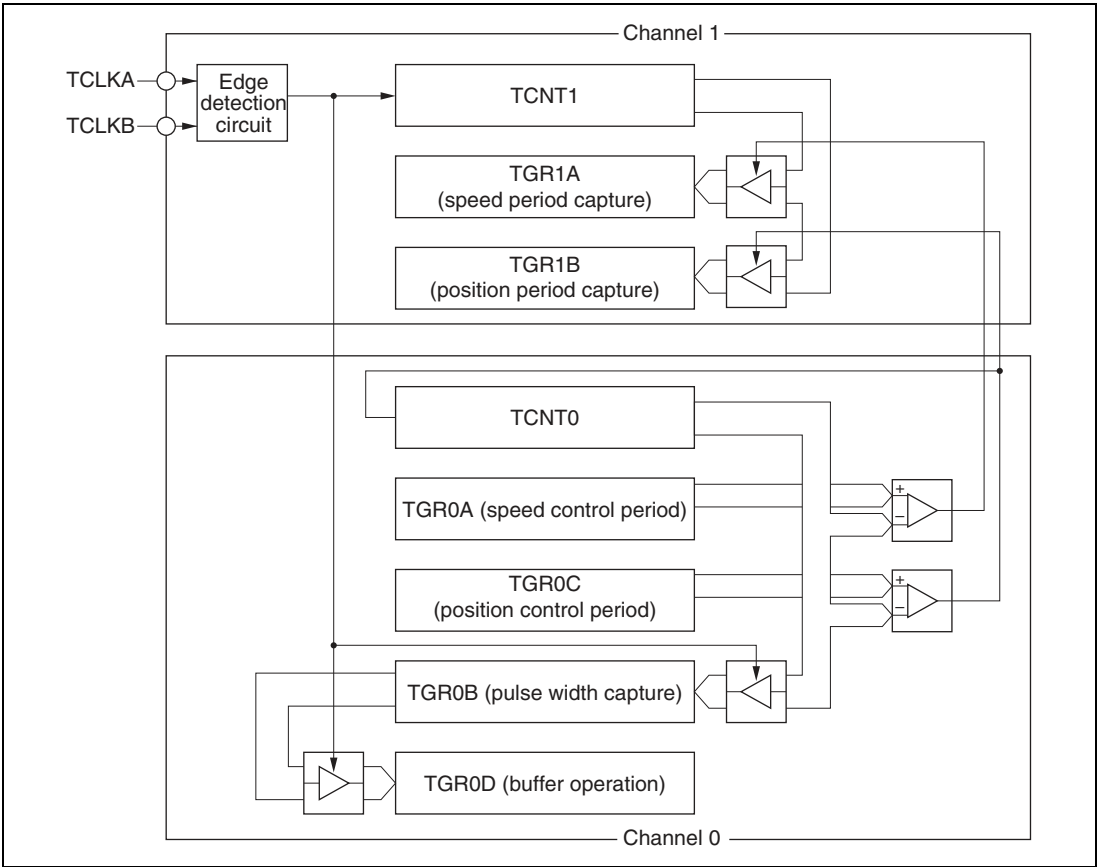 Channel 1
TCLKA
TCLKB
Edge
detection
circuit
TCNT1
TGR1A
(speed period capture)
TGR1B
(position period capture)
TCNT0
TGR0A (speed control period)
+
−
TGR0C
(position control period)
+
−
TGR0B (pulse width capture)
TGR0D (buffer operation)
Channel 0